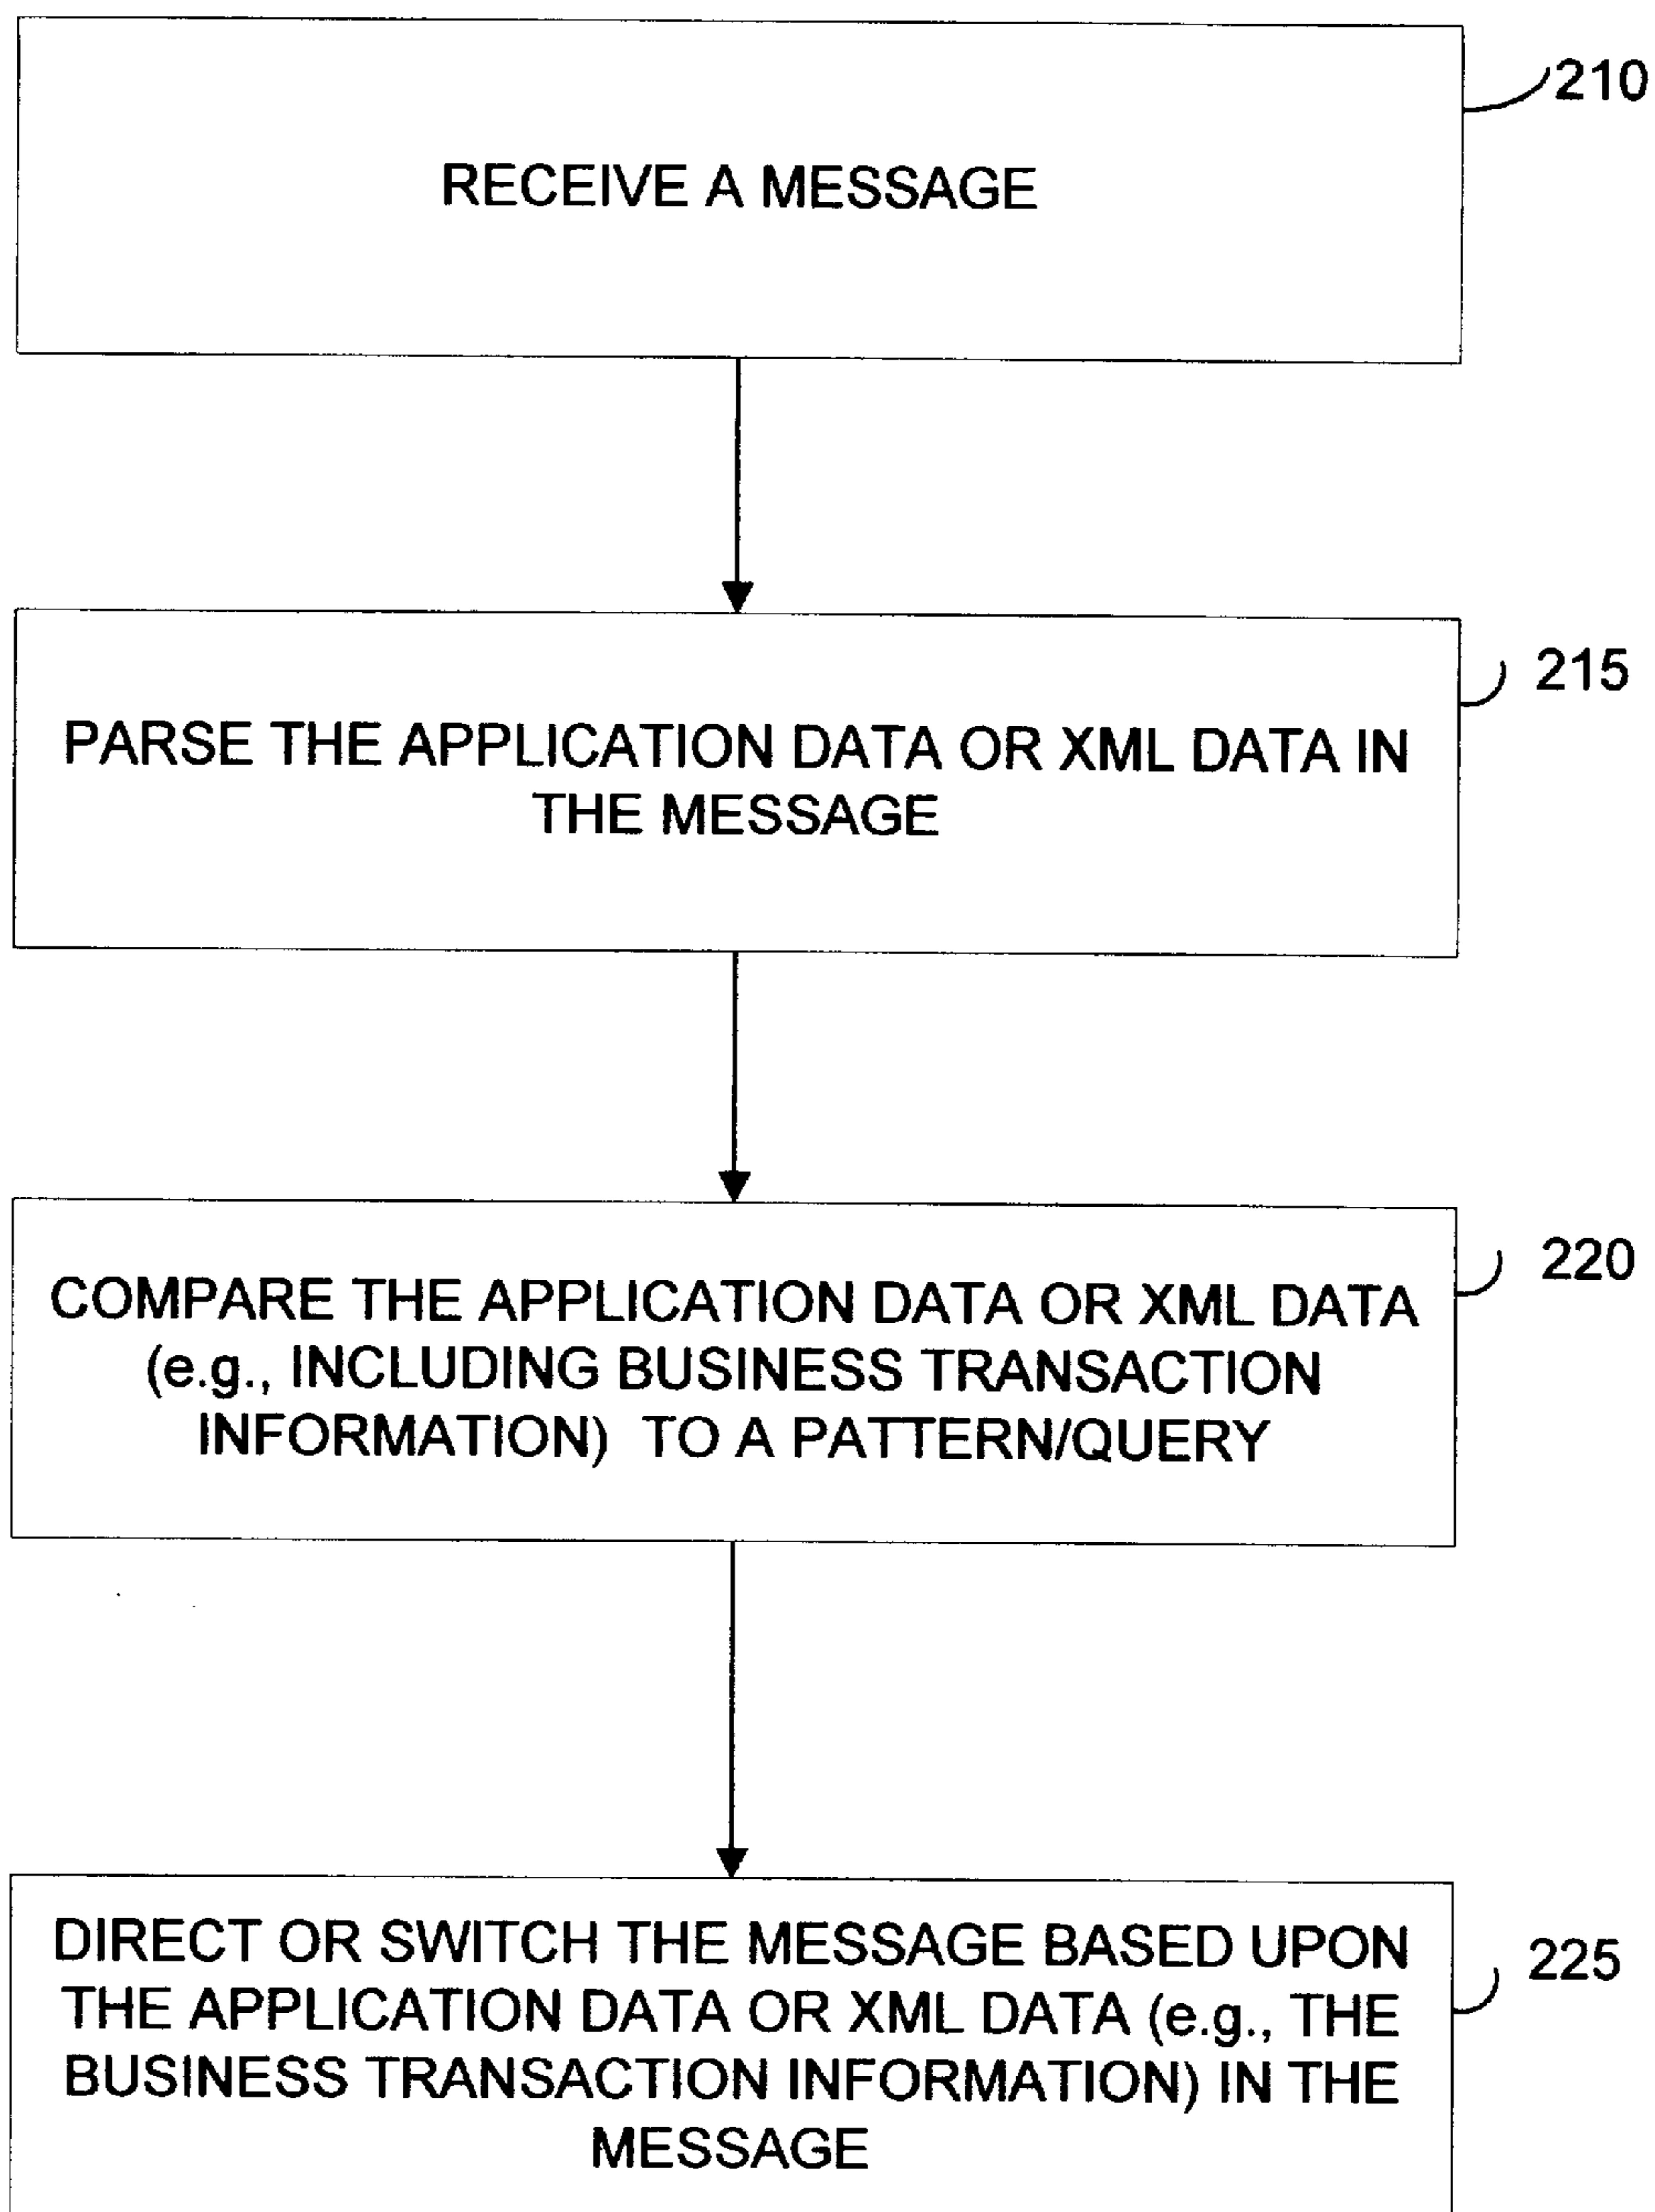 210
RECEIVE A MESSAGE
215
PARSE THE APPLICATION DATA OR XML DATA IN
THE MESSAGE
220
COMPARE THE APPLICATION DATA OR XML DATA
(e.g., INCLUDING BUSINESS TRANSACTION
INFORMATION) TO A PATTERN/QUERY
225
DIRECT OR SWITCH THE MESSAGE BASED UPON
THE APPLICATION DATA OR XML DATA (e.g., THE
BUSINESS TRANSACTION INFORMATION) IN THE
MESSAGE